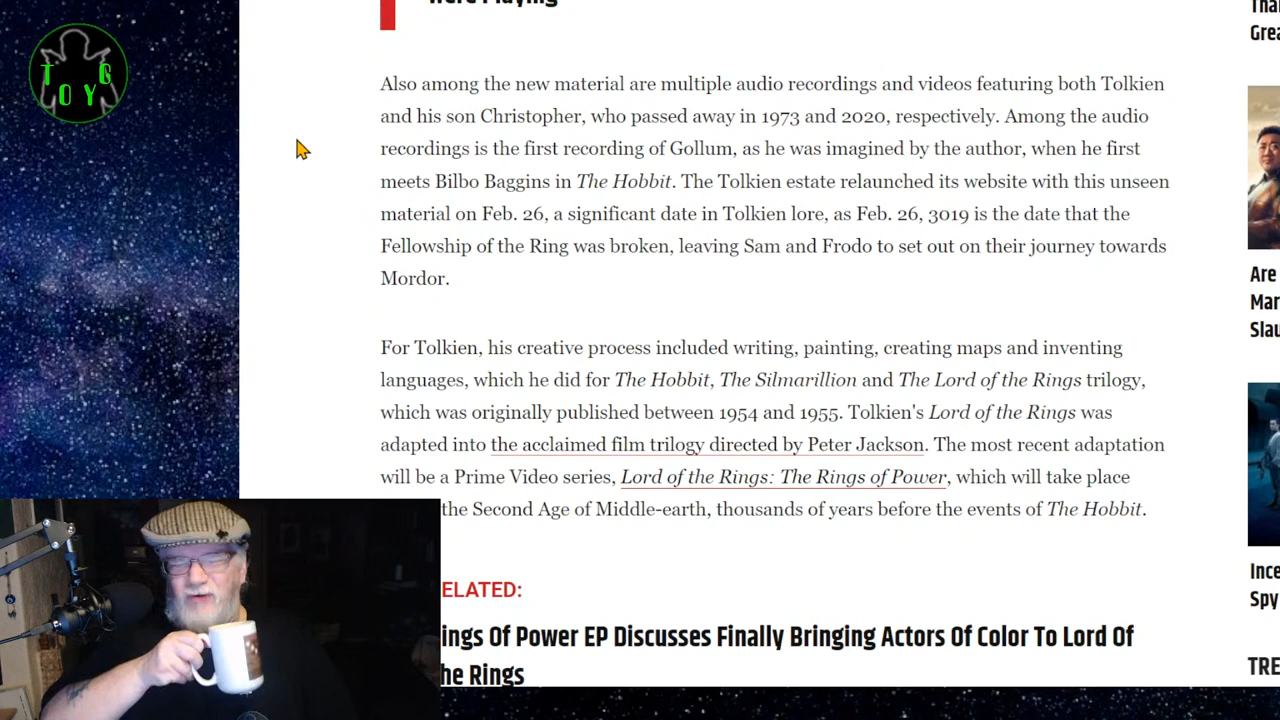 Were Playing
Than
Grea
T O Y G
Also among the new material are multiple audio recordings and videos featuring both Tolkien
and his son Christopher, who passed away in 1973 and 2020, respectively. Among the audio
recordings is the first recording of Gollum, as he was imagined by the author, when he first
meets Bilbo Baggins in The Hobbit. The Tolkien estate relaunched its website with this unseen
material on Feb. 26, a significant date in Tolkien lore, as Feb. 26, 3019 is the date that the
Fellowship of the Ring was broken, leaving Sam and Frodo to set out on their journey towards
Mordor.
Are
Mar
Slau
For Tolkien, his creative process included writing, painting, creating maps and inventing
languages, which he did for The Hobbit, The Silmarillion and The Lord of the Rings trilogy,
which was originally published between 1954 and 1955. Tolkien's Lord of the Rings was
adapted into the acclaimed film trilogy directed by Peter Jackson. The most recent adaptation
will be a Prime Video series, Lord of the Rings: The Rings of Power, which will take place
the Second Age of Middle-earth, thousands of years before the events of The Hobbit.
ELATED:
ings Of Power EP Discusses Finally Bringing Actors Of Color To Lord Of
he Rings
Ince
Spy
TRE